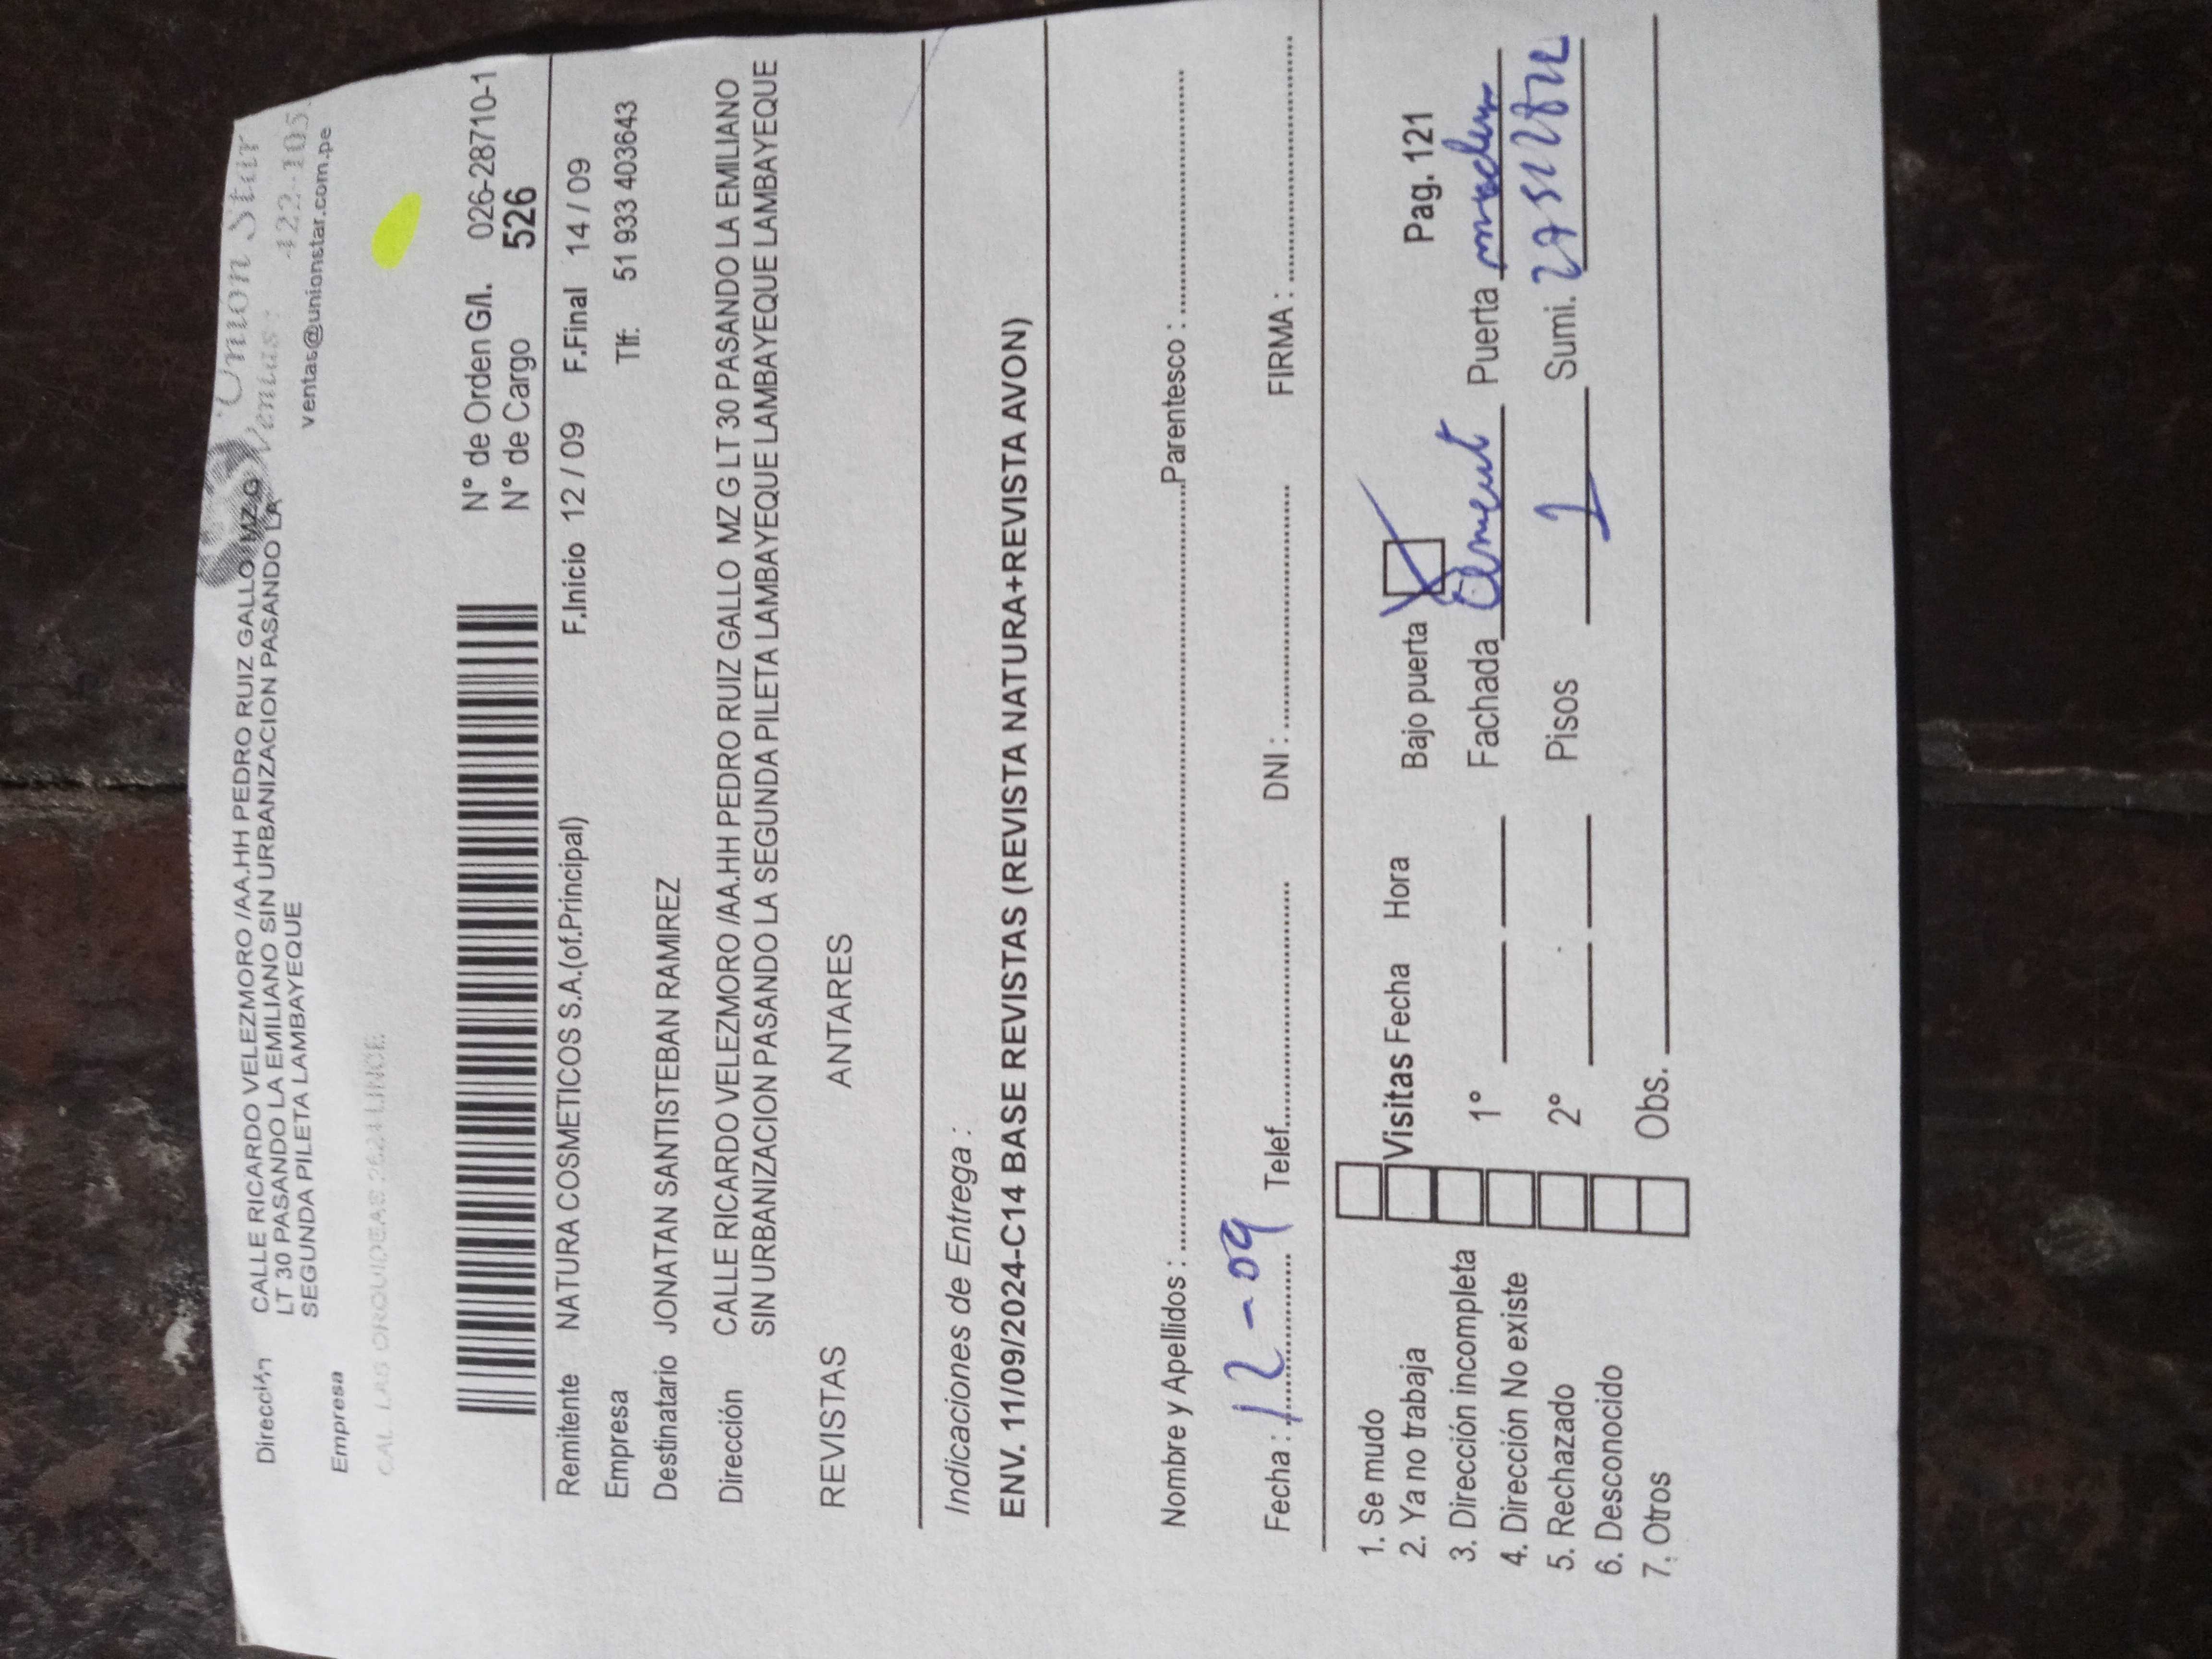 Union Star
Ventas: 422-105
ventas@unionstar.com.pe
Dirección CALLE RICARDO VELEZMORO /AA.HH PEDRO RUIZ GALLO MZ G
LT 30 PASANDO LA EMILIANO SIN URBANIZACION PASANDO LA
SEGUNDA PILETA LAMBAYEQUE
Empresa
CAL LAS ORQUIDEAS 2624 LINCE
N° de Orden G/I. 026-28710-1
N° de Cargo 526
Remitente NATURA COSMETICOS S.A.(of.Principal) F.Inicio 12 / 09 F.Final 14 / 09
Empresa Tlf: 51 933 403643
Destinatario JONATAN SANTISTEBAN RAMIREZ
Dirección CALLE RICARDO VELEZMORO /AA.HH PEDRO RUIZ GALLO MZ G LT 30 PASANDO LA EMILIANO
SIN URBANIZACION PASANDO LA SEGUNDA PILETA LAMBAYEQUE LAMBAYEQUE LAMBAYEQUE
REVISTAS ANTARES
Indicaciones de Entrega :
ENV. 11/09/2024-C14 BASE REVISTAS (REVISTA NATURA+REVISTA AVON)
Nombre y Apellidos : Parentesco :
Fecha : 12-09 Telef. DNI : FIRMA :
1. Se mudo
2. Ya no trabaja Visitas Fecha Hora Bajo puerta Pag. 121
3. Dirección incompleta 1° Fachada Puerta
4. Dirección No existe
5. Rechazado 2° Pisos 1 Sumi.
6. Desconocido
7. Otros Obs.